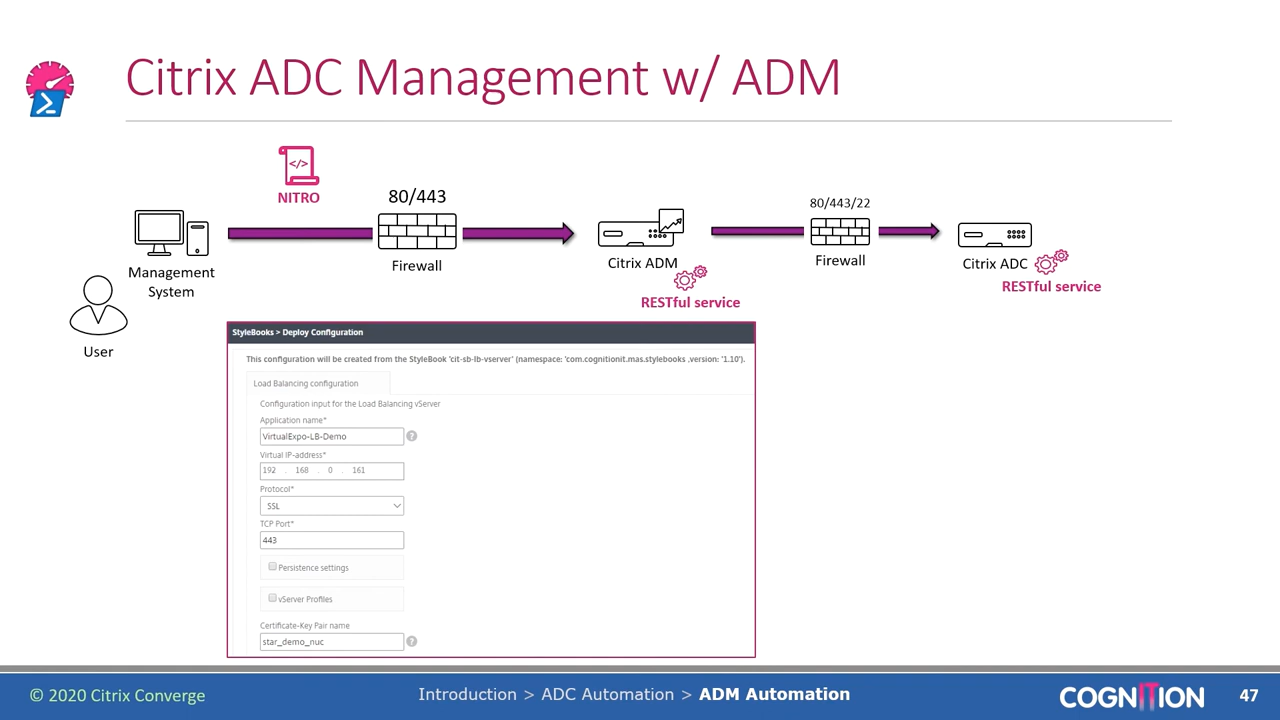 Citrix ADC Management w/ ADM
</>
NITRO
80/443
80/443/22
Firewall
Citrix ADM
Firewall
Citrix ADC
Management
System
RESTful service
RESTful service
User
StyleBooks > Deploy Configuration
This configuration will be created from the StyleBook 'cit-sb-lb-vserver' (namespace: 'com.cognitionit.mas.stylebooks ,version: '1.10').
Load Balancing configuration
Configuration input for the Load Balancing vServer
Application name*
VirtualExpo-LB-Demo
Virtual IP-address*
192 . 168 . 0 . 161
Protocol*
SSL
TCP Port*
443
Persistence settings
vServer Profiles
Certificate-Key Pair name
star_demo_nuc
© 2020 Citrix Converge
Introduction > ADC Automation > ADM Automation
COGNITION
47